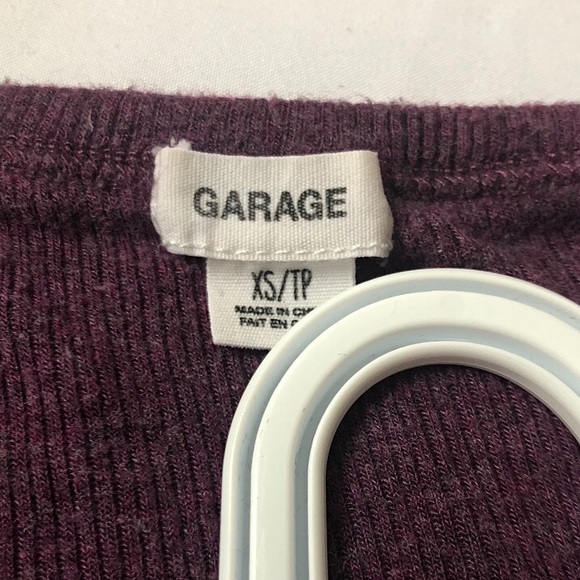 GARAGE
XS/TP
MADE IN
FAIT EN